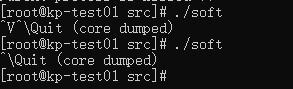 [root@kp-test01 src]# ./soft
^V^\Quit (core dumped)
[root@kp-test01 src]# ./soft
^\Quit (core dumped)
[root@kp-test01 src]#